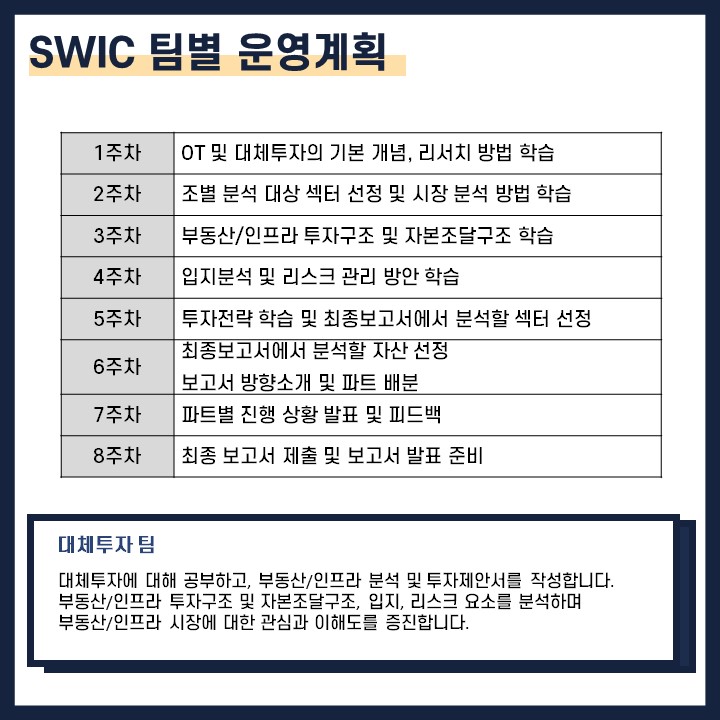 SWIC 팀별 운영계획
1주차 OT 및 대체투자의 기본 개념, 리서치 방법 학습
2주차 조별 분석 대상 섹터 선정 및 시장 분석 방법 학습
3주차 부동산/인프라 투자구조 및 자본조달구조 학습
4주차 입지분석 및 리스크 관리 방안 학습
5주차 투자전략 학습 및 최종보고서에서 분석할 섹터 선정
6주차 최종보고서에서 분석할 자산 선정
보고서 방향소개 및 파트 배분
7주차 파트별 진행 상황 발표 및 피드백
8주차 최종 보고서 제출 및 보고서 발표 준비
대체투자 팀
대체투자에 대해 공부하고, 부동산/인프라 분석 및 투자제안서를 작성합니다.
부동산/인프라 투자구조 및 자본조달구조, 입지, 리스크 요소를 분석하며
부동산/인프라 시장에 대한 관심과 이해도를 증진합니다.